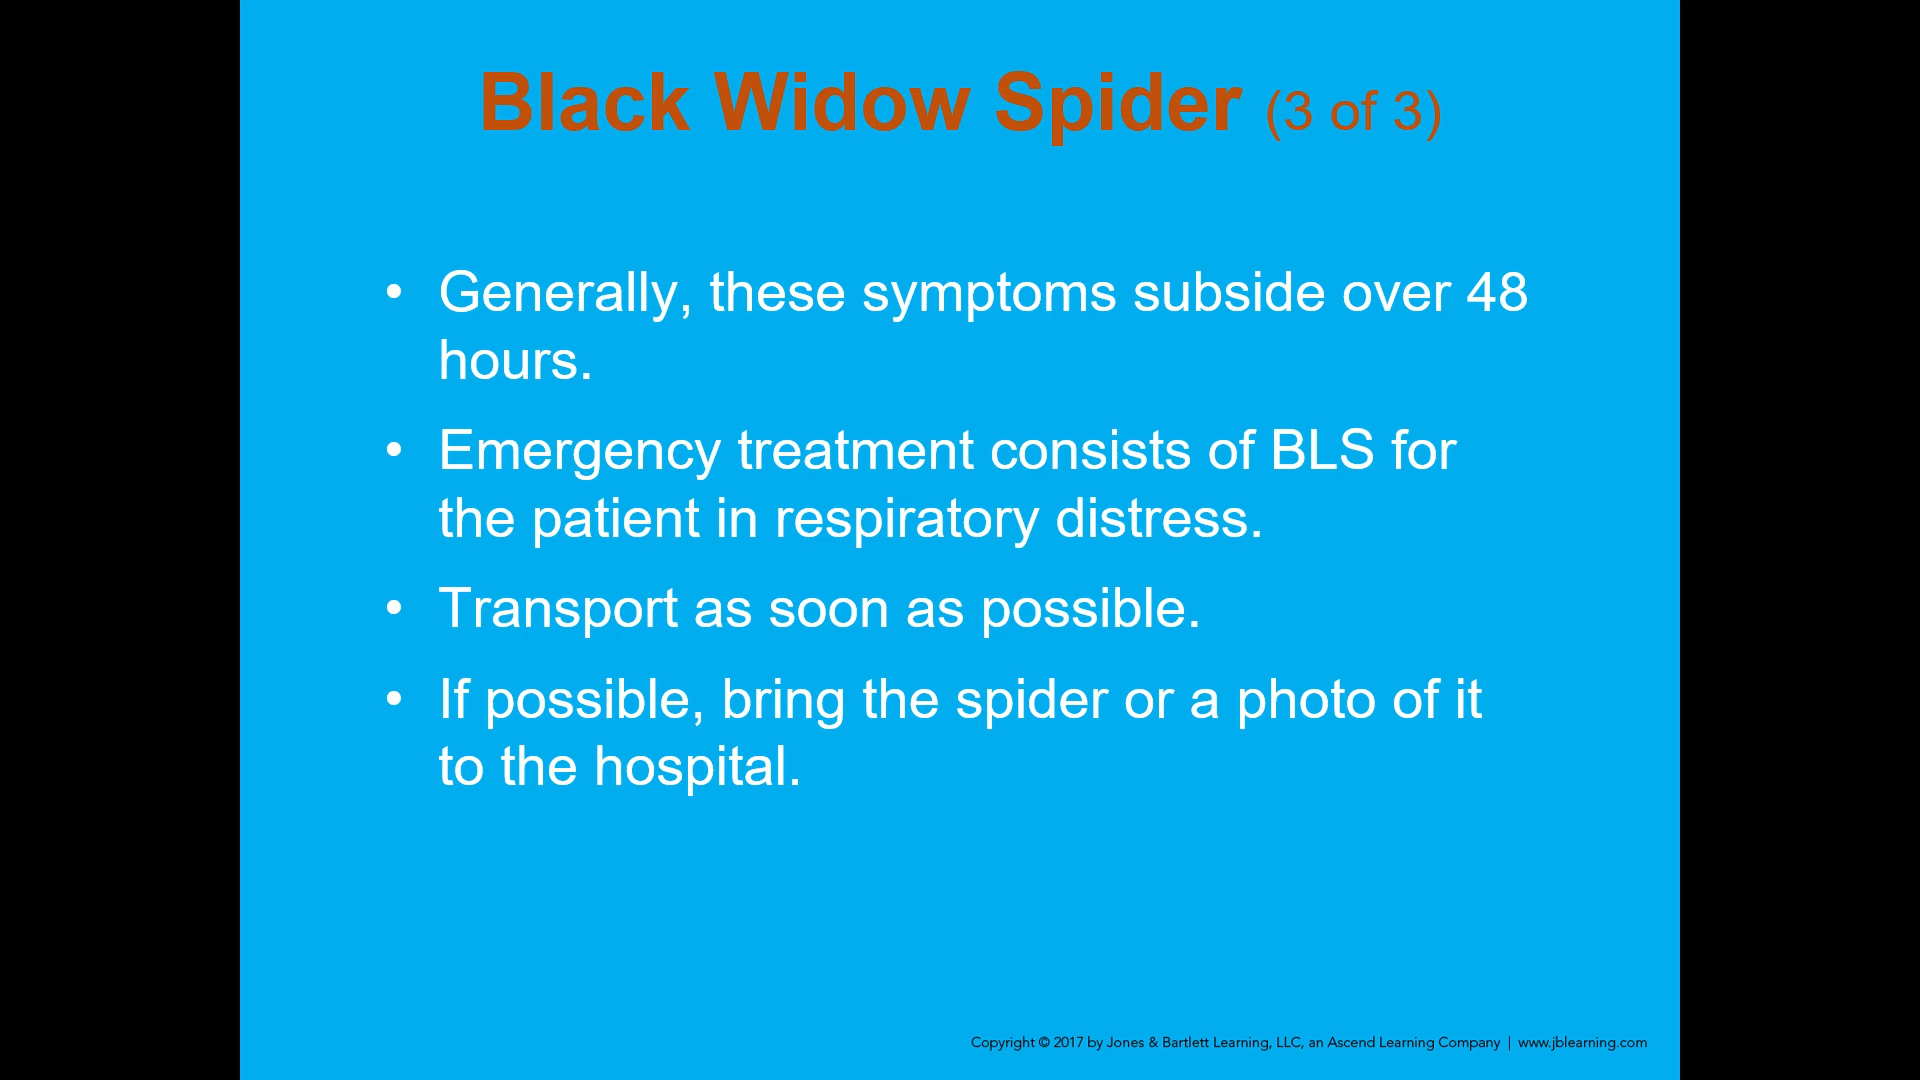 Black Widow Spider (3 of 3)
• Generally, these symptoms subside over 48
hours.
• Emergency treatment consists of BLS for
the patient in respiratory distress.
• Transport as soon as possible.
• If possible, bring the spider or a photo of it
to the hospital.
Copyright © 2017 by Jones & Bartlett Learning, LLC, an Ascend Learning Company | www.jblearning.com